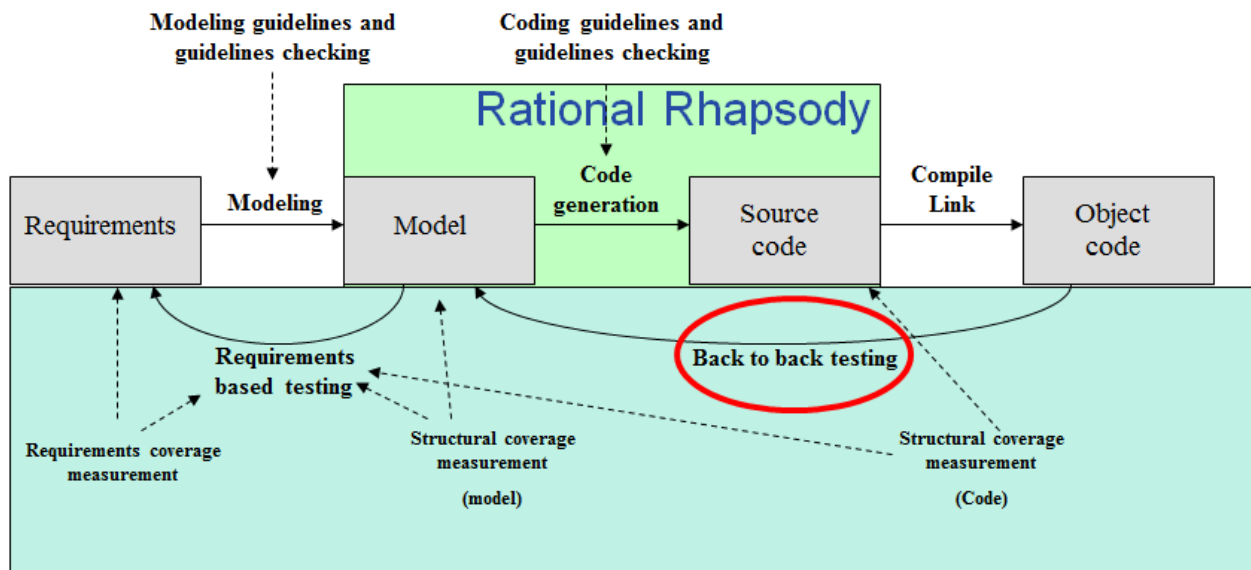 Modeling guidelines and
guidelines checking
Coding guidelines and
guidelines checking
Rational Rhapsody
Requirements
Modeling
Model
Code
generation
Source
code
Compile
Link
Object
code
Requirements
based testing
Back to back testing
Requirements coverage
measurement
Structural coverage
measurement
(model)
Structural coverage
measurement
(Code)